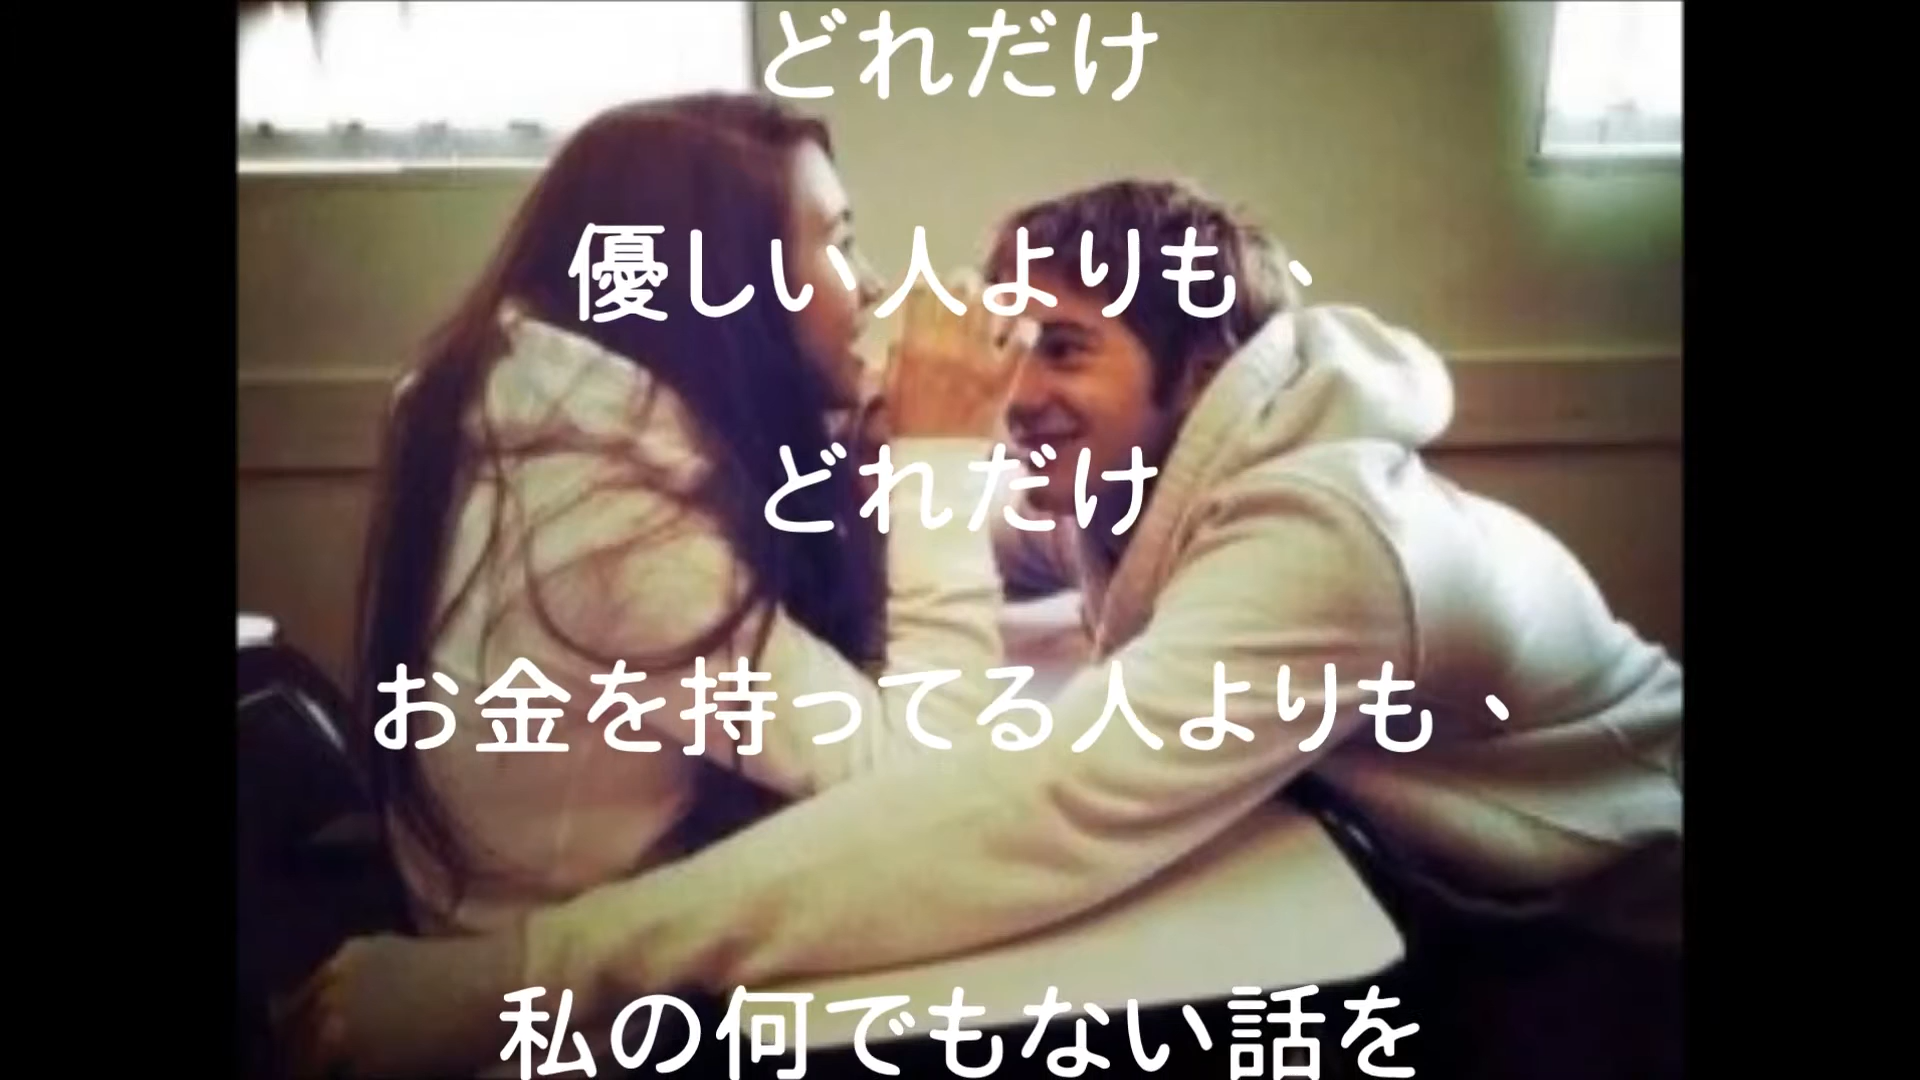 どれだけ
優しい人よりも、
どれだけ
お金を持ってる人よりも、
私の何でもない話を